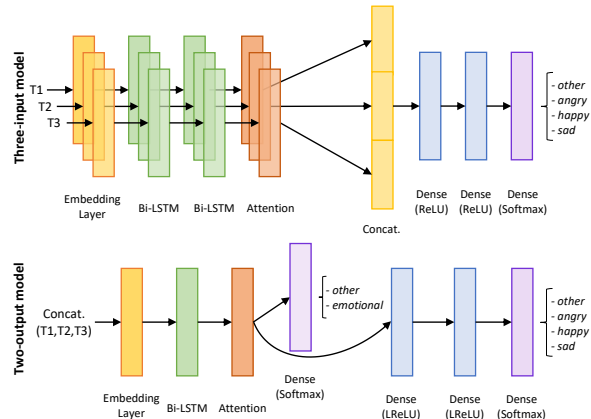 Three-input model
T1
T2
T3
Embedding
Layer
Bi-LSTM
Bi-LSTM
Attention
Concat.
Dense
(ReLU)
Dense
(ReLU)
Dense
(Softmax)
- other
- angry
- happy
- sad
Two-output model
Concat.
(T1,T2,T3)
Embedding
Layer
Bi-LSTM
Attention
Dense
(Softmax)
- other
- emotional
Dense
(LReLU)
Dense
(LReLU)
Dense
(Softmax)
- other
- angry
- happy
- sad